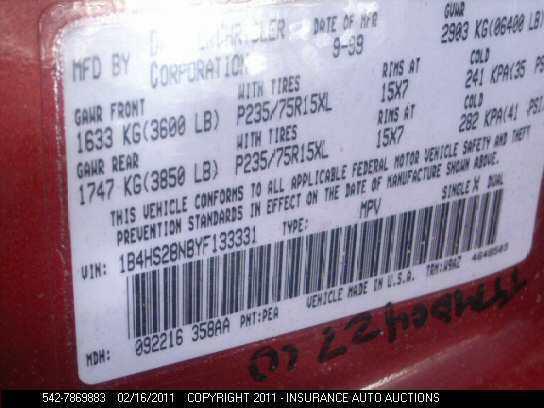 MFD BY CORPORATION
DATE OF MFR 9-99
GVWR 2903 KG(06400 LB)
GAWR FRONT WITH TIRES RIMS AT COLD
1633 KG(3600 LB) P235/75R15XL 15X7 241 KPA(35
GAWR REAR WITH TIRES RIMS AT COLD
1747 KG(3850 LB) P235/75R15XL 15X7 282 KPA(41
THIS VEHICLE CONFORMS TO ALL APPLICABLE FEDERAL MOTOR VEHICLE SAFETY AND THEFT
PREVENTION STANDARDS IN EFFECT ON THE DATE OF MANUFACTURE SHOWN ABOVE.
VIN: 1B4HS28N8YF133331 MPV SINGLE X DUAL
VEHICLE MADE IN U.S.A. TRM:W9AZ 4648503
MDH: 092216 358AA PNT:PEA
542-7869883 02/16/2011 COPYRIGHT 2011 - INSURANCE AUTO AUCTIONS